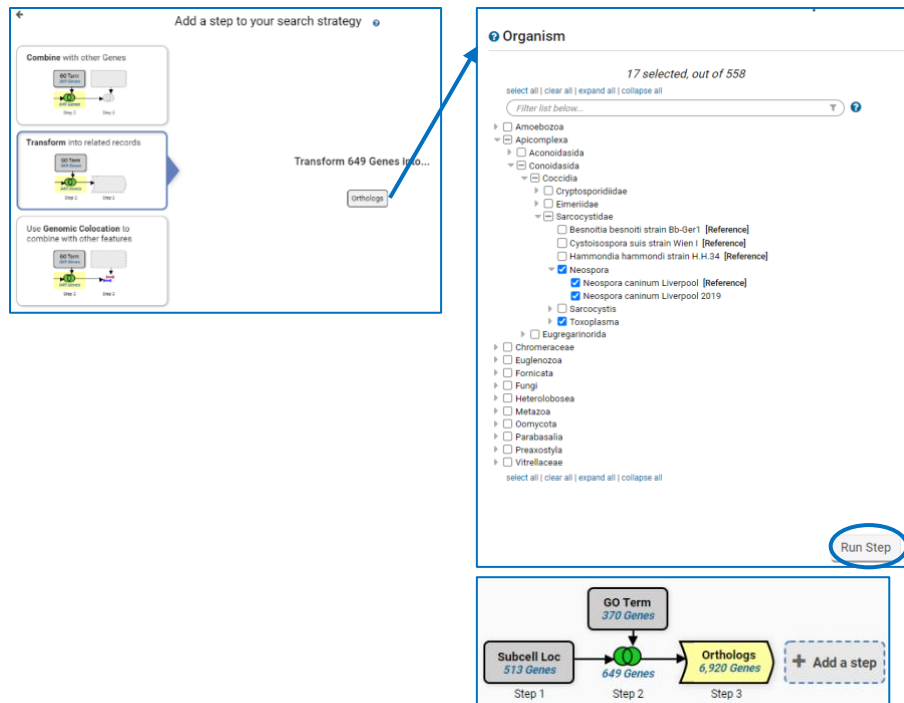 Add a step to your search strategy
Combine with other Genes
GO Term
Step 2
Step 3
Transform into related records
GO Term
649 Genes
Step 2
Step 3
Transform 649 Genes into...
Orthologs
Use Genomic Colocation to
combine with other features
GO Term
649 Genes
Step 2
? Organism
17 selected, out of 558
select all | clear all | expand all | collapse all
Filter list below...
?
Amoebozoa
Apicomplexa
Aconoidasida
Conoidasida
Coccidia
Cryptosporidiidae
Eimeriidae
Sarcocystidae
Besnoitia besnoiti strain Bb-Ger1 [Reference]
Cystoisospora suis strain Wien I [Reference]
Hammondia hammondi strain H.H.34 [Reference]
Neospora
Neospora caninum Liverpool [Reference]
Neospora caninum Liverpool 2019
Sarcocystis
Toxoplasma
Eugregarinorida
Chromeraceae
Euglenozoa
Fornicata
Fungi
Heterolobosea
Metazoa
Oomycota
Parabasalia
Preaxostyla
Vitrellaceae
select all | clear all | expand all | collapse all
Run Step
GO Term
370 Genes
Subcell Loc
513 Genes
649 Genes
Orthologs
6,920 Genes
+ Add a step
Step 1
Step 2
Step 3